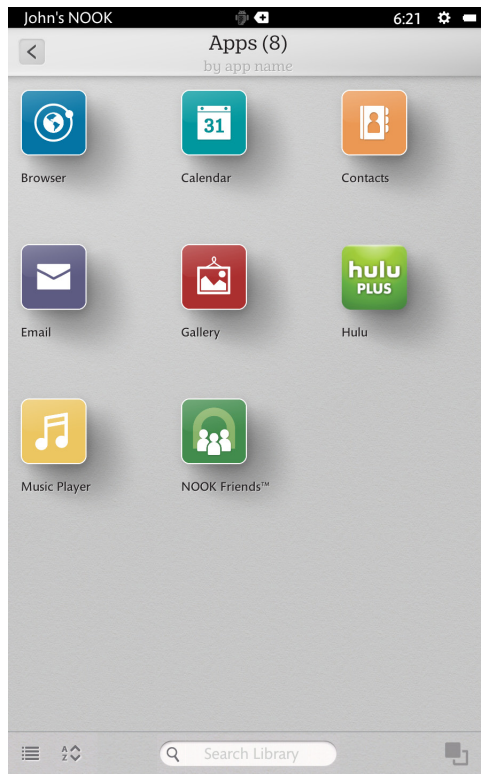 John's NOOK 6:21
Apps (8)
by app name
31
Browser Calendar Contacts
hulu
PLUS
Email Gallery Hulu
Music Player NOOK Friends™
A
Z
Search Library